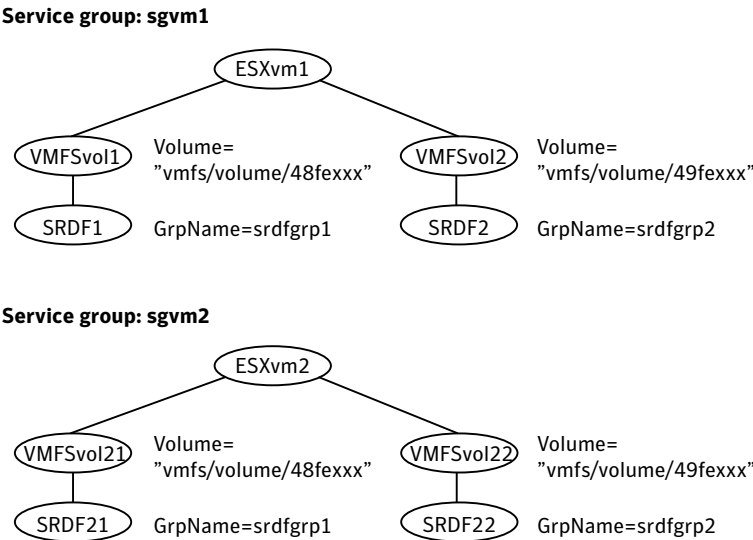 Service group: sgvm1
ESXvm1
VMFSvol1
Volume=
”vmfs/volume/48fexxx”
VMFSvol2
Volume=
”vmfs/volume/49fexxx”
SRDF1
GrpName=srdfgrp1
SRDF2
GrpName=srdfgrp2
Service group: sgvm2
ESXvm2
VMFSvol21
Volume=
”vmfs/volume/48fexxx”
VMFSvol22
Volume=
”vmfs/volume/49fexxx”
SRDF21
GrpName=srdfgrp1
SRDF22
GrpName=srdfgrp2